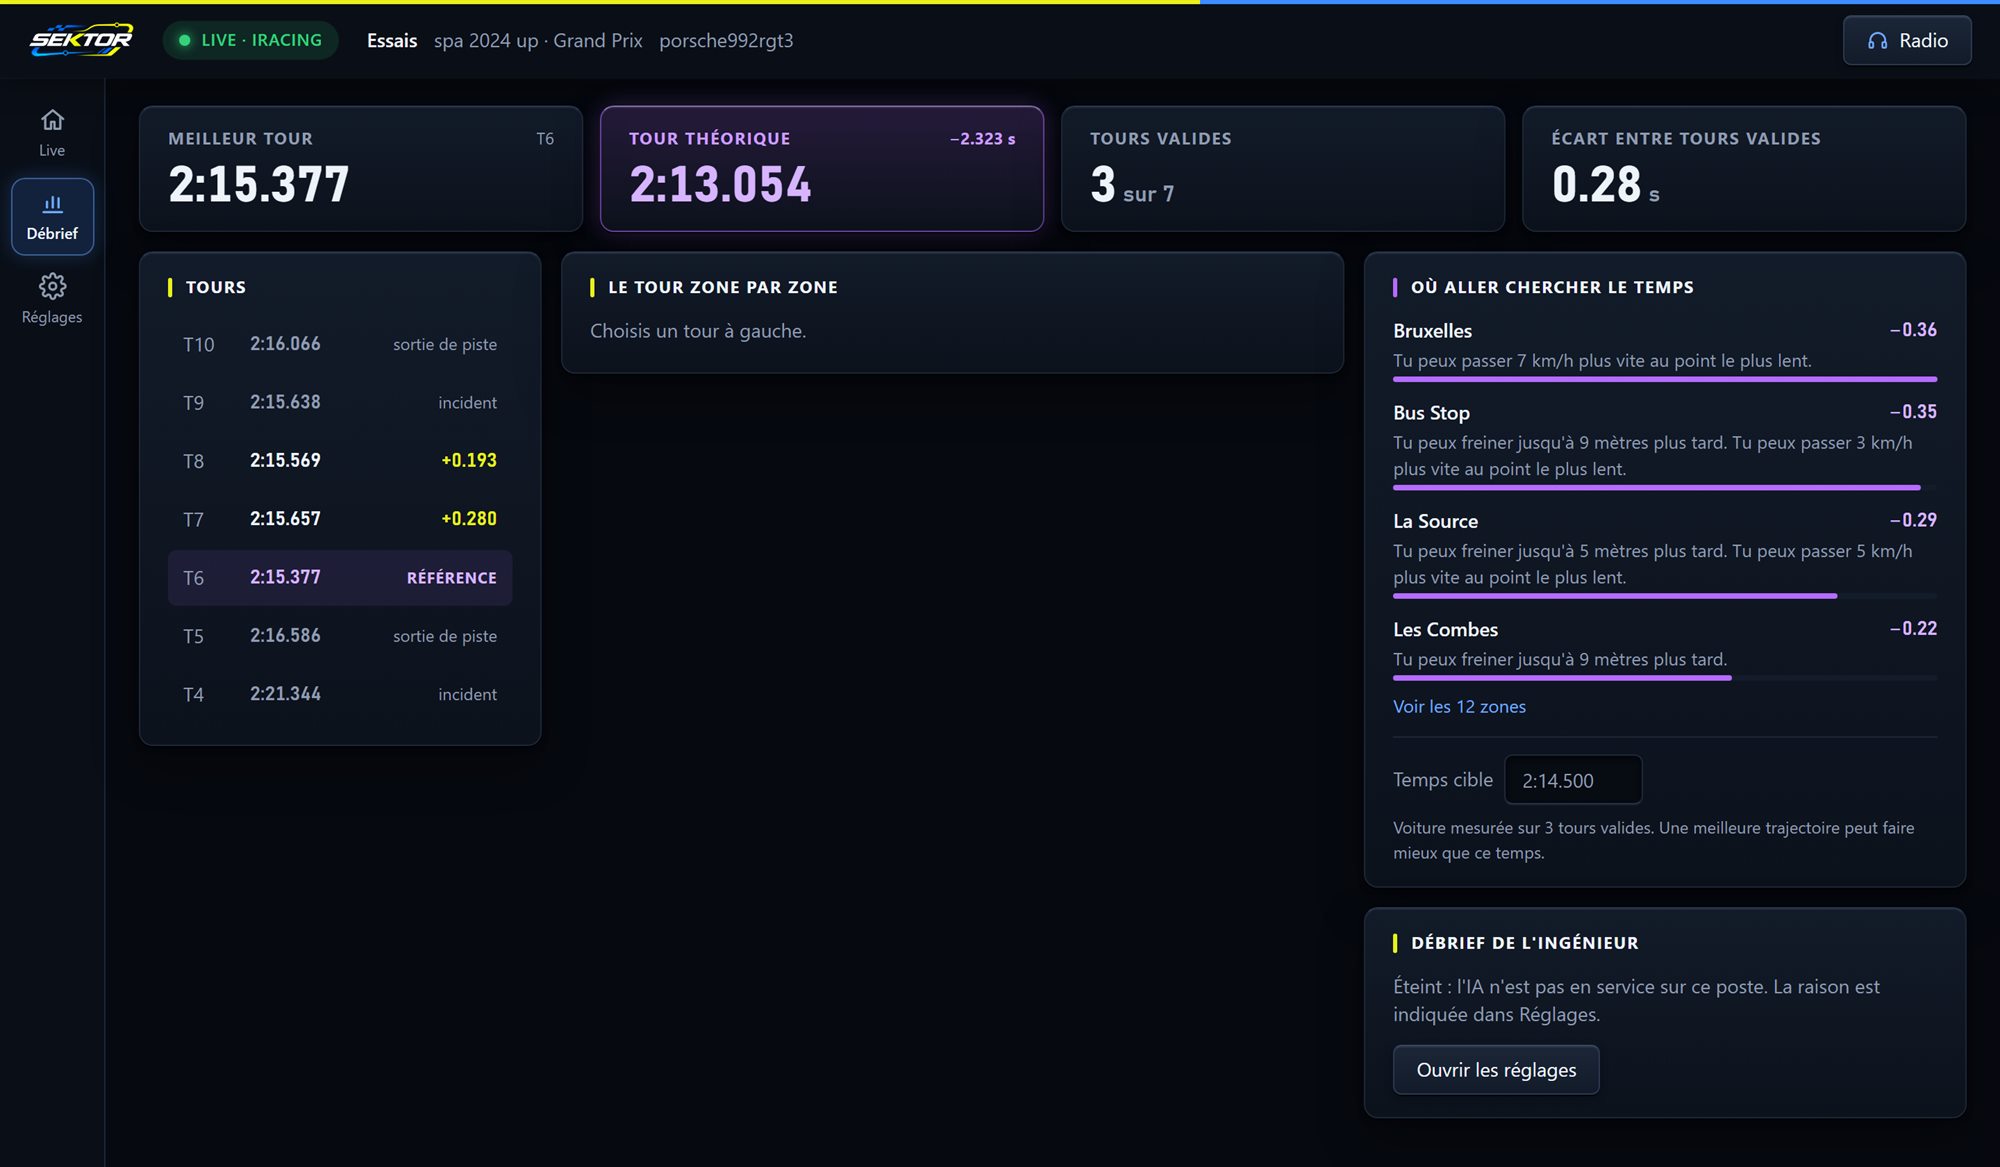 SEKTOR
LIVE · IRACING
Essais spa 2024 up · Grand Prix porsche992rgt3
Radio
Live
Débrief
Réglages
MEILLEUR TOUR T6
2:15.377
TOUR THÉORIQUE −2.323 s
2:13.054
TOURS VALIDES
3 sur 7
ÉCART ENTRE TOURS VALIDES
0.28 s
TOURS
T10 2:16.066 sortie de piste
T9 2:15.638 incident
T8 2:15.569 +0.193
T7 2:15.657 +0.280
T6 2:15.377 RÉFÉRENCE
T5 2:16.586 sortie de piste
T4 2:21.344 incident
LE TOUR ZONE PAR ZONE
Choisis un tour à gauche.
OÙ ALLER CHERCHER LE TEMPS
Bruxelles −0.36
Tu peux passer 7 km/h plus vite au point le plus lent.
Bus Stop −0.35
Tu peux freiner jusqu'à 9 mètres plus tard. Tu peux passer 3 km/h
plus vite au point le plus lent.
La Source −0.29
Tu peux freiner jusqu'à 5 mètres plus tard. Tu peux passer 5 km/h
plus vite au point le plus lent.
Les Combes −0.22
Tu peux freiner jusqu'à 9 mètres plus tard.
Voir les 12 zones
Temps cible 2:14.500
Voiture mesurée sur 3 tours valides. Une meilleure trajectoire peut faire
mieux que ce temps.
DÉBRIEF DE L'INGÉNIEUR
Éteint : l'IA n'est pas en service sur ce poste. La raison est
indiquée dans Réglages.
Ouvrir les réglages